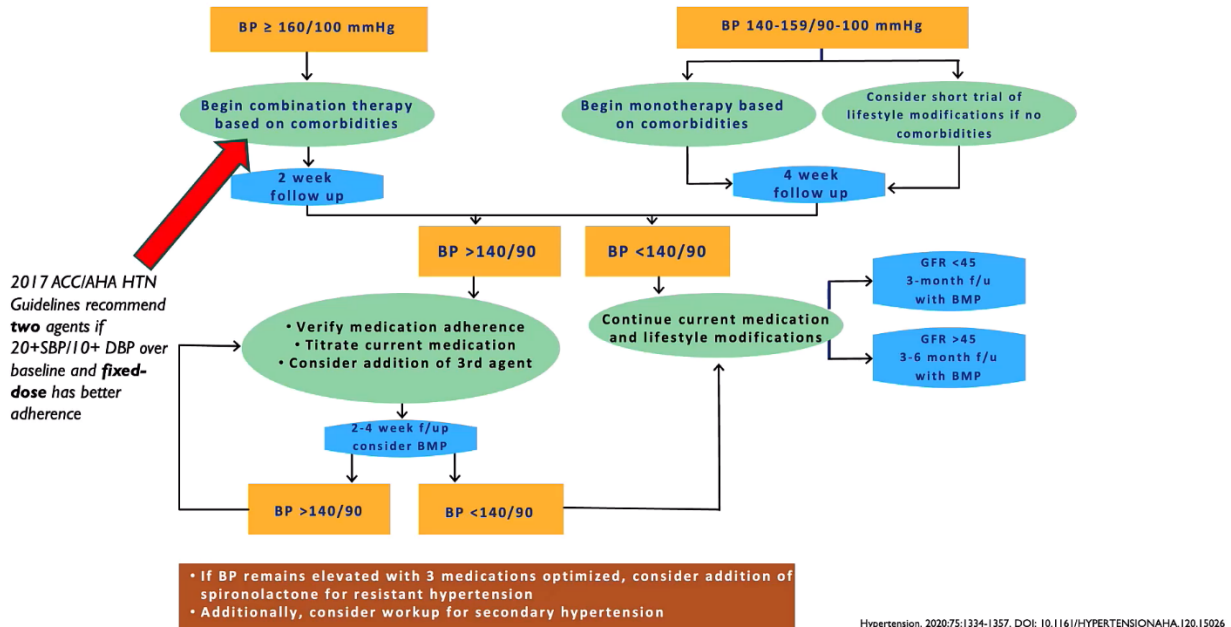 BP ≥ 160/100 mmHg
BP 140-159/90-100 mmHg
Begin combination therapy
based on comorbidities
Begin monotherapy based
on comorbidities
Consider short trial of
lifestyle modifications if no
comorbidities
2 week
follow up
4 week
follow up
BP >140/90
BP <140/90
2017 ACC/AHA HTN
Guidelines recommend
two agents if
20+SBP/10+ DBP over
baseline and fixed-
dose has better
adherence
• Verify medication adherence
• Titrate current medication
• Consider addition of 3rd agent
Continue current medication
and lifestyle modifications
GFR <45
3-month f/u
with BMP
GFR >45
3-6 month f/u
with BMP
2-4 week f/up
consider BMP
BP >140/90
BP <140/90
• If BP remains elevated with 3 medications optimized, consider addition of
spironolactone for resistant hypertension
• Additionally, consider workup for secondary hypertension
Hypertension. 2020;75:1334-1357. DOI: 10.1161/HYPERTENSIONAHA.120.15026